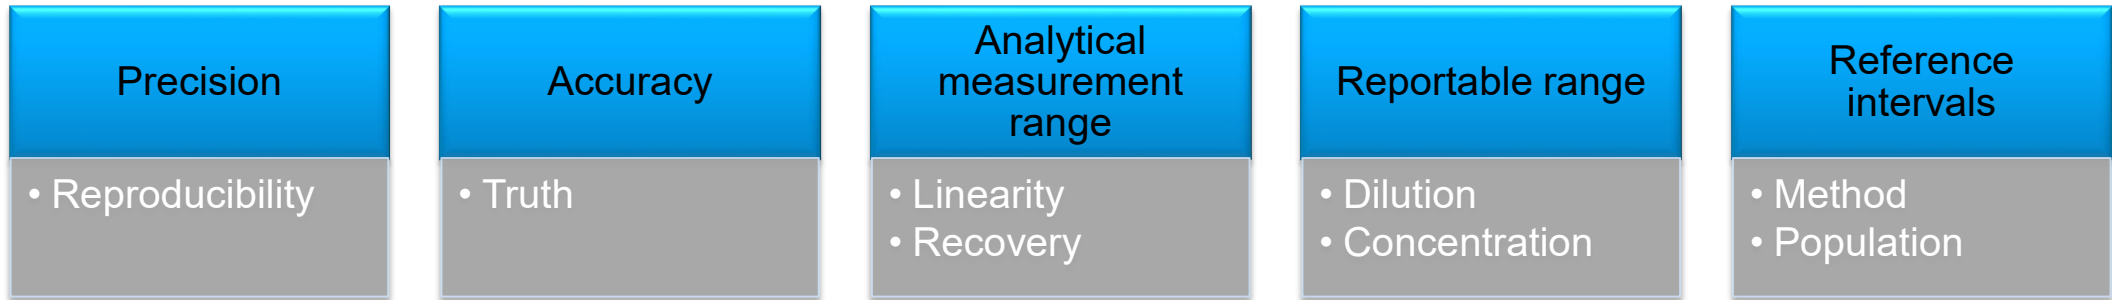 Precision
• Reproducibility
Accuracy
• Truth
Analytical
measurement
range
• Linearity
• Recovery
Reportable range
• Dilution
• Concentration
Reference
intervals
• Method
• Population